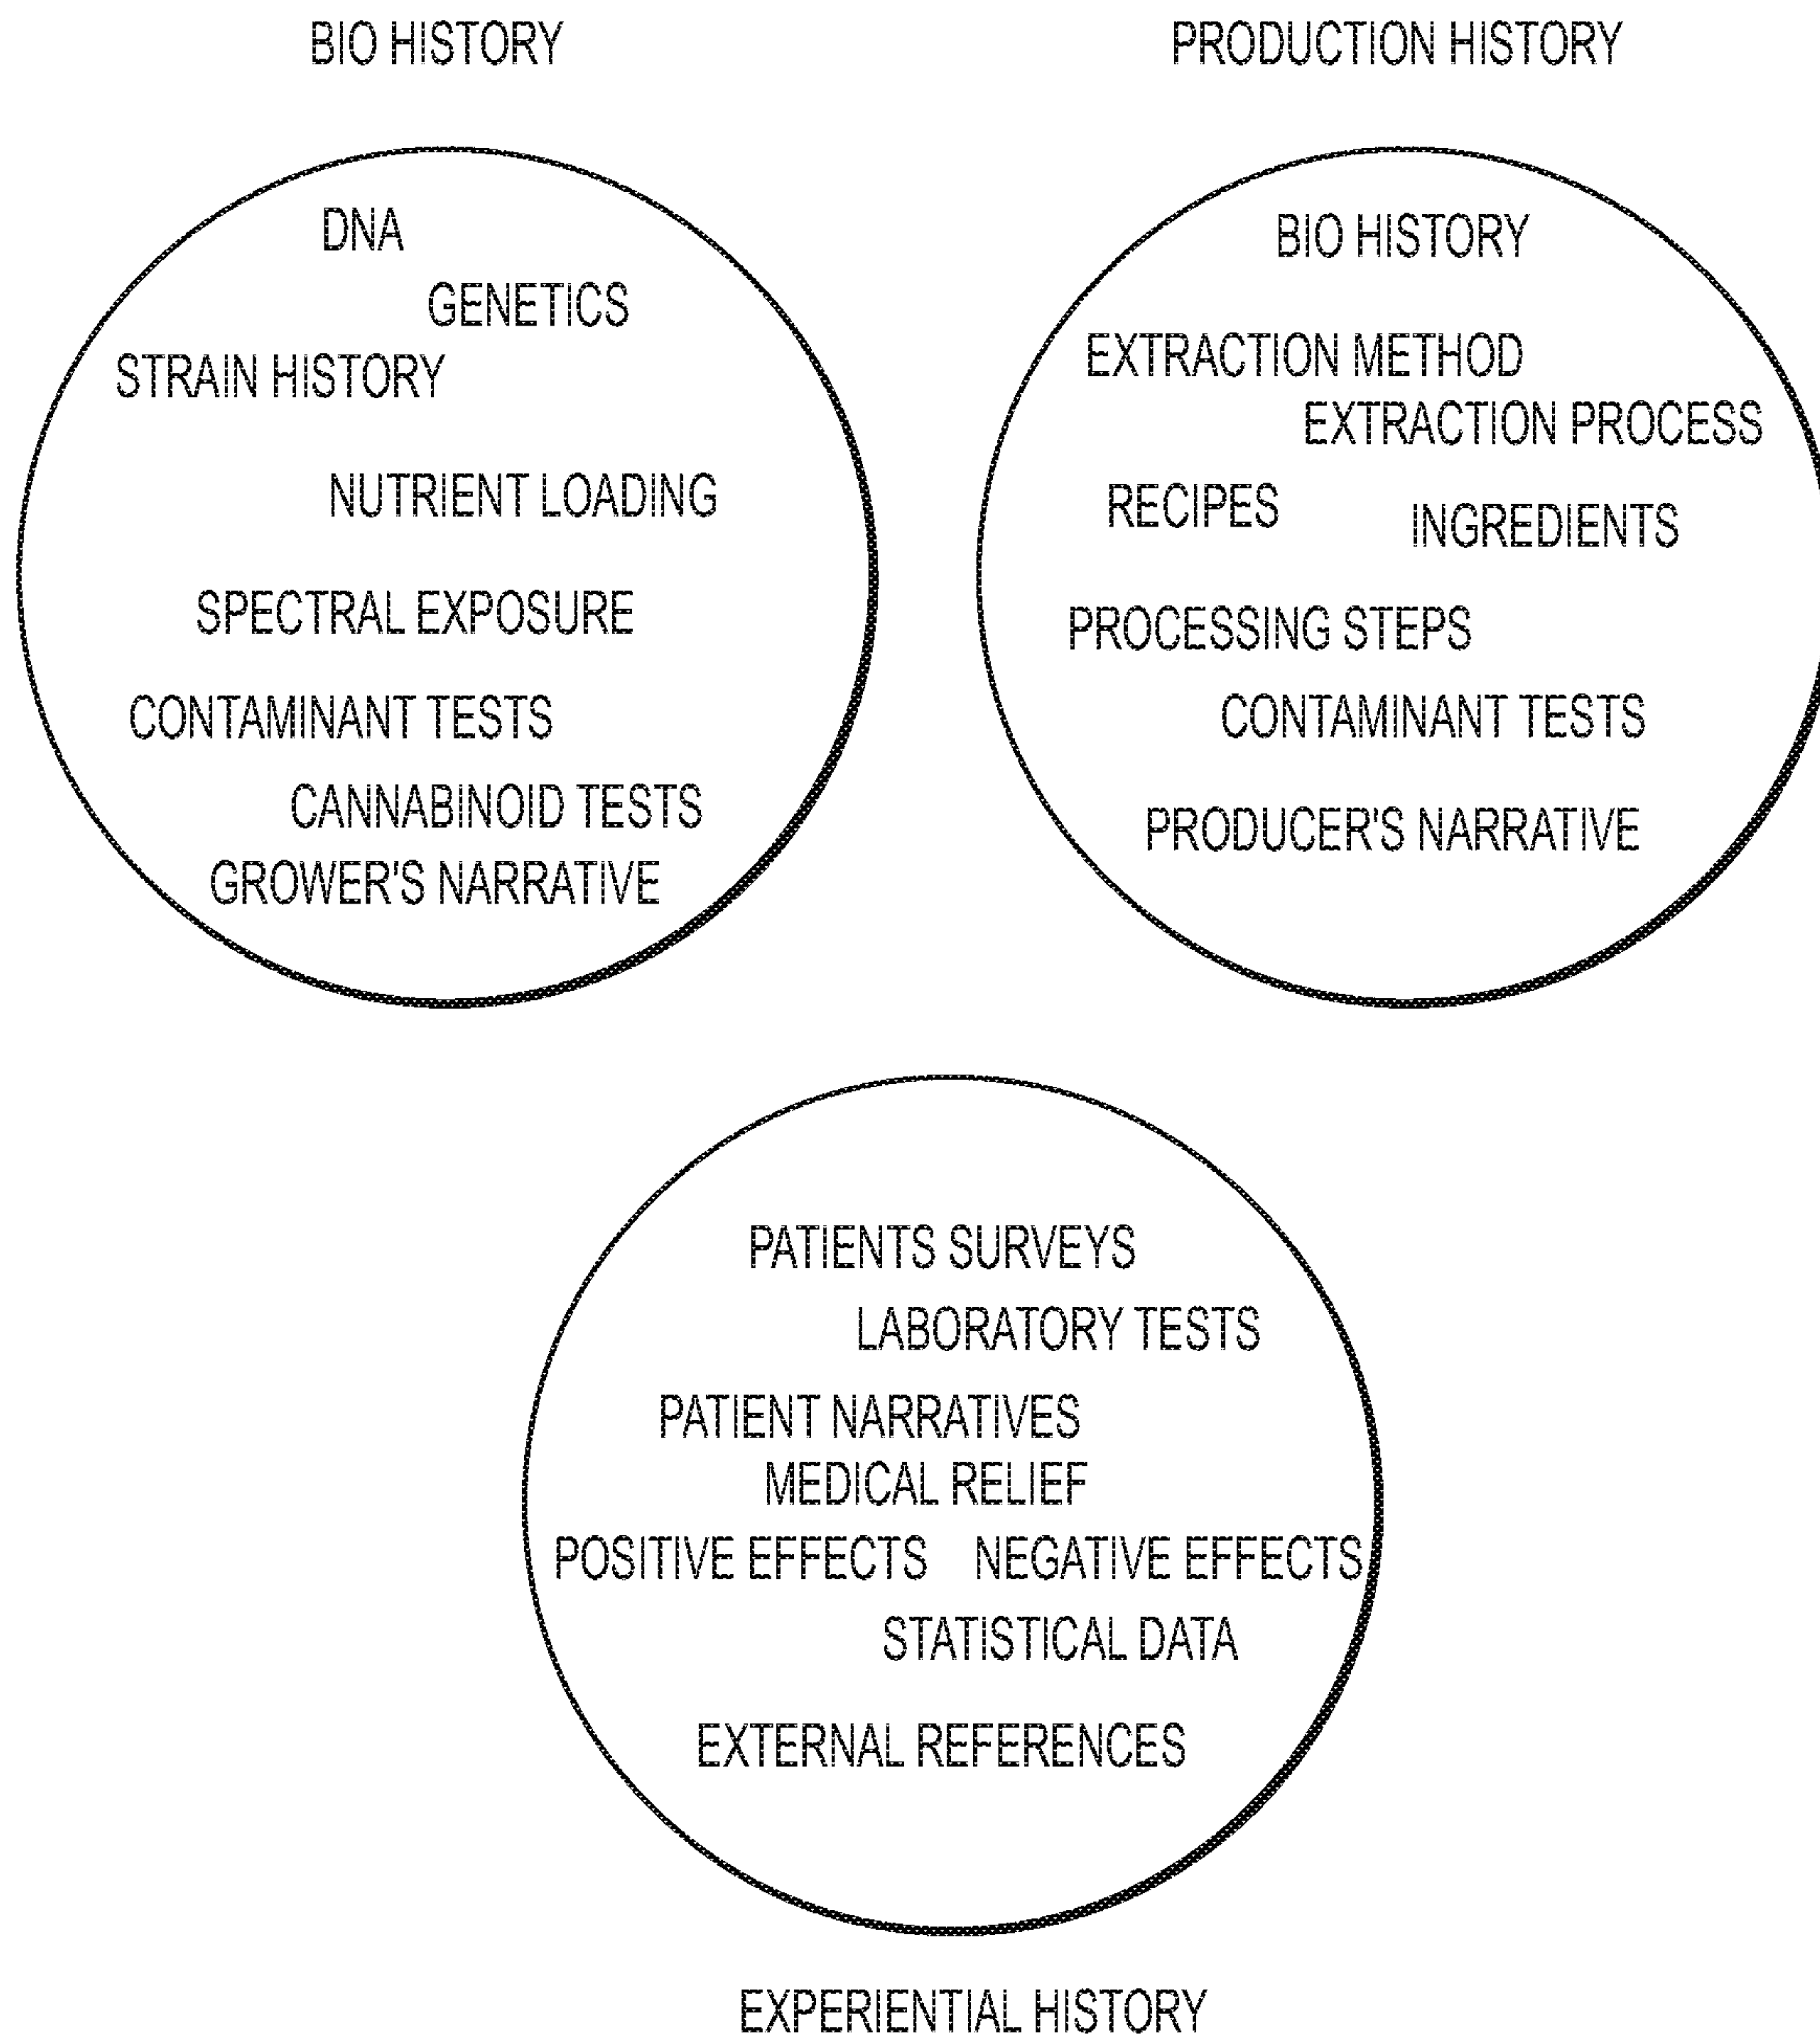 BIO HISTORY
DNA
GENETICS
STRAIN HISTORY
NUTRIENT LOADING
SPECTRAL EXPOSURE
CONTAMINANT TESTS
CANNABINOID TESTS
GROWER'S NARRATIVE
PRODUCTION HISTORY
BIO HISTORY
EXTRACTION METHOD
EXTRACTION PROCESS
RECIPES
INGREDIENTS
PROCESSING STEPS
CONTAMINANT TESTS
PRODUCER'S NARRATIVE
PATIENTS SURVEYS
LABORATORY TESTS
PATIENT NARRATIVES
MEDICAL RELIEF
POSITIVE EFFECTS NEGATIVE EFFECTS
STATISTICAL DATA
EXTERNAL REFERENCES
EXPERIENTIAL HISTORY